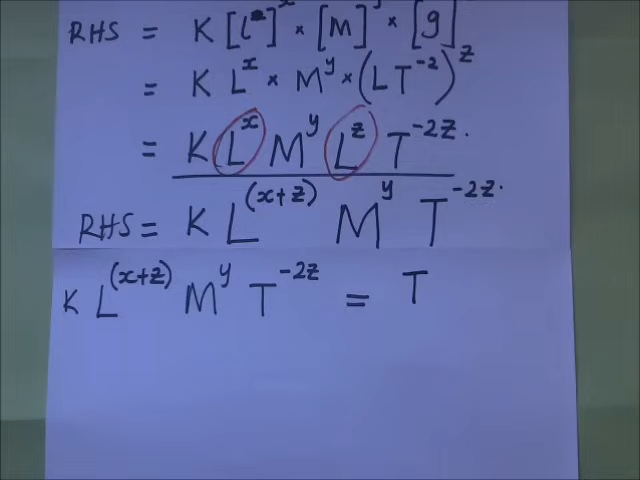 RHS = K [l]^x × [M]^y × [g]^z
= K L^x × M^y × (LT^-2)^z
= K L^x M^y L^z T^-2z.
RHS = K L^(x+z) M^y T^-2z.
K L^(x+z) M^y T^-2z = T